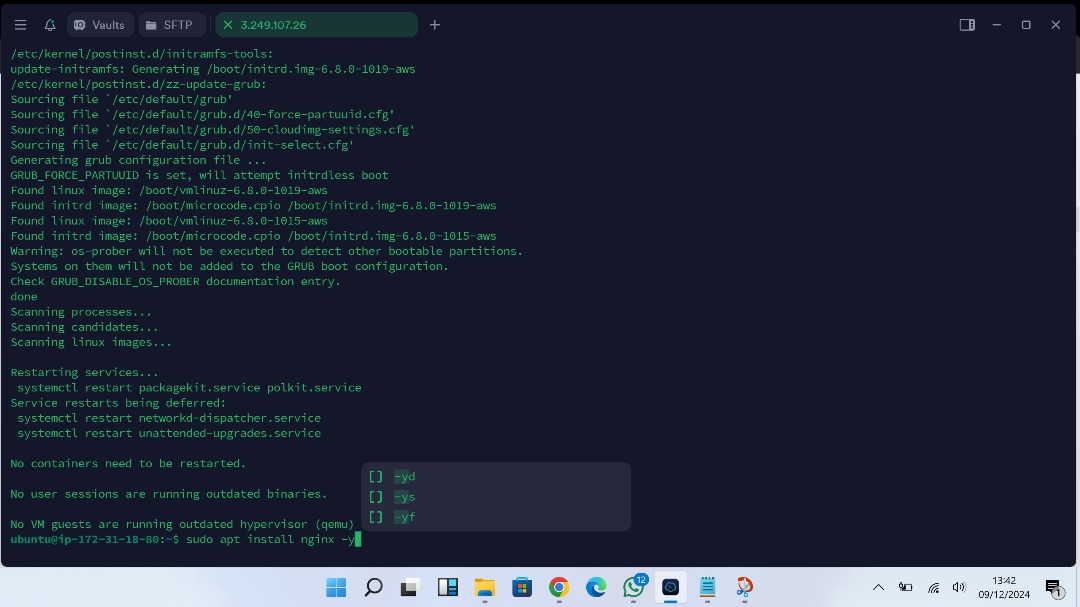 Vaults
SFTP
3.249.107.26
/etc/kernel/postinst.d/initramfs-tools:
update-initramfs: Generating /boot/initrd.img-6.8.0-1019-aws
/etc/kernel/postinst.d/zz-update-grub:
Sourcing file `/etc/default/grub'
Sourcing file `/etc/default/grub.d/40-force-partuuid.cfg'
Sourcing file `/etc/default/grub.d/50-cloudimg-settings.cfg'
Sourcing file `/etc/default/grub.d/init-select.cfg'
Generating grub configuration file ...
GRUB_FORCE_PARTUUID is set, will attempt initrdless boot
Found linux image: /boot/vmlinuz-6.8.0-1019-aws
Found initrd image: /boot/microcode.cpio /boot/initrd.img-6.8.0-1019-aws
Found linux image: /boot/vmlinuz-6.8.0-1015-aws
Found initrd image: /boot/microcode.cpio /boot/initrd.img-6.8.0-1015-aws
Warning: os-prober will not be executed to detect other bootable partitions.
Systems on them will not be added to the GRUB boot configuration.
Check GRUB_DISABLE_OS_PROBER documentation entry.
done
Scanning processes...
Scanning candidates...
Scanning linux images...
Restarting services...
systemctl restart packagekit.service polkit.service
Service restarts being deferred:
systemctl restart networkd-dispatcher.service
systemctl restart unattended-upgrades.service
No containers need to be restarted.
No user sessions are running outdated binaries.
No VM guests are running outdated hypervisor (qemu)
[] -yd
[] -ys
[] -yf
ubuntu@ip-172-31-18-80:~$ sudo apt install nginx -y
12
13:42
09/12/2024
1